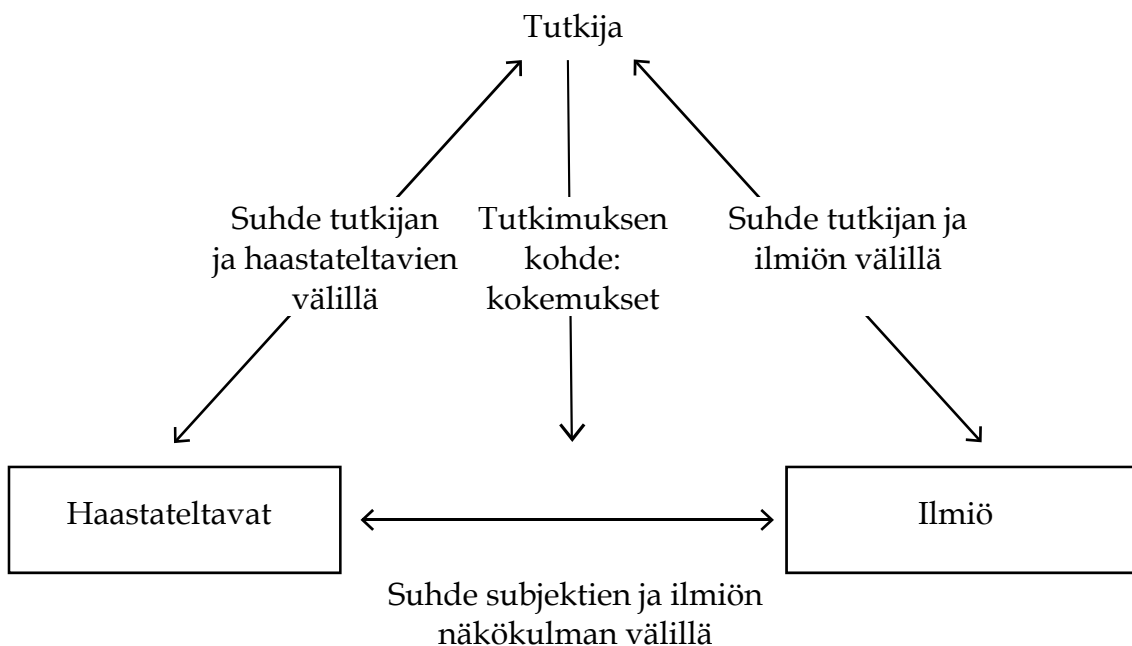 Tutkija
Suhde tutkijan
ja haastateltavien
välillä
Tutkimuksen
kohde:
kokemukset
Suhde tutkijan ja
ilmiön välillä
Haastateltavat
Ilmiö
Suhde subjektien ja ilmiön
näkökulman välillä